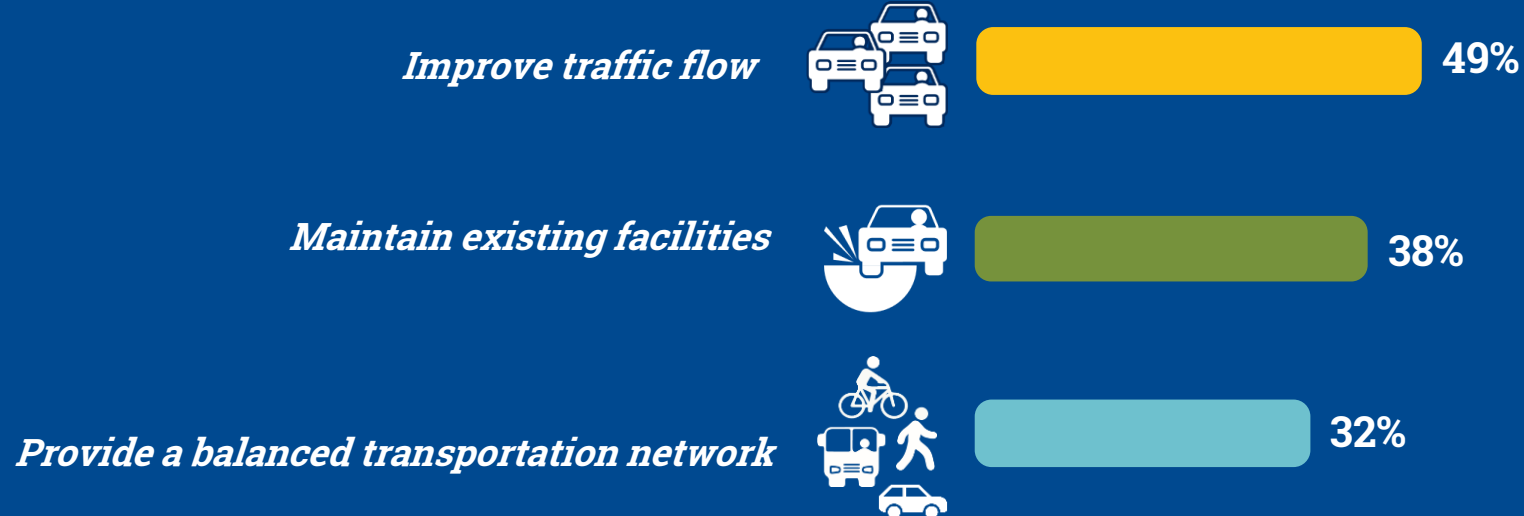 Improve traffic flow 49%
Maintain existing facilities 38%
Provide a balanced transportation network 32%